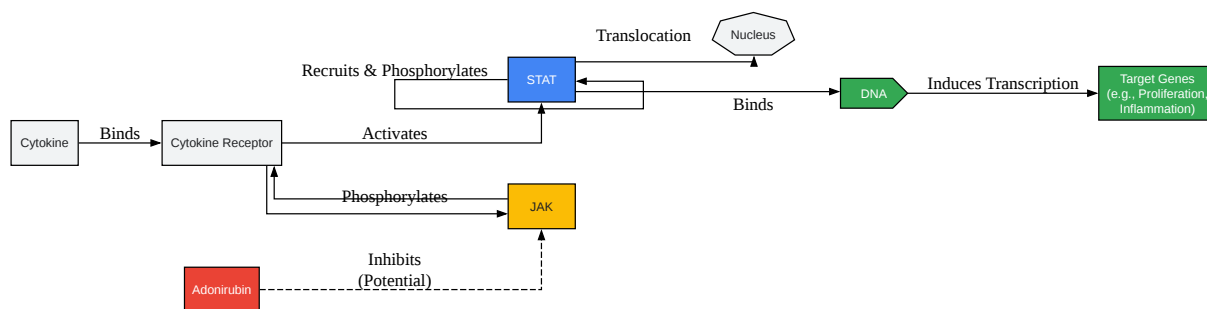 Nucleus
Translocation
Recruits & Phosphorylates
STAT
Target Genes
(e.g., Proliferation,
Inflammation)
Induces Transcription
DNA
Binds
Cytokine
Binds
Cytokine Receptor
Activates
Phosphorylates
JAK
Inhibits
(Potential)
Adonirubin